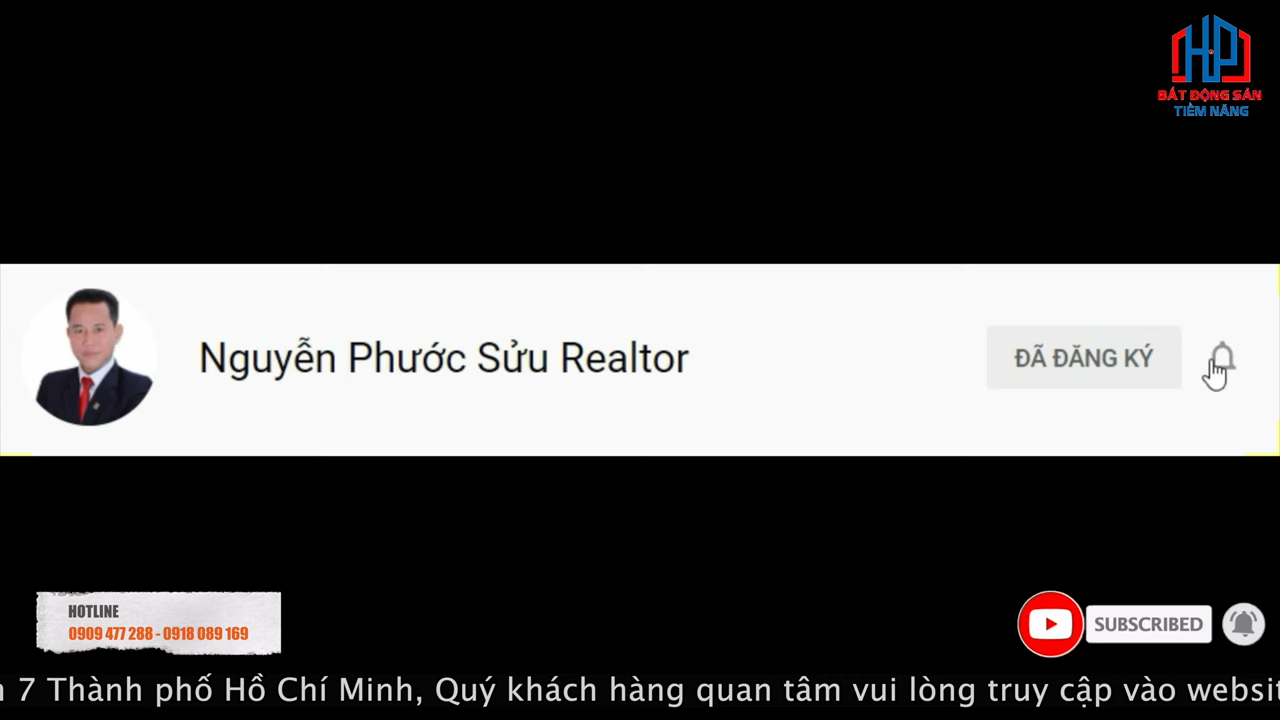 HP
BẤT ĐỘNG SẢN
TIỀM NĂNG
Nguyễn Phước Sửu Realtor
ĐÃ ĐĂNG KÝ
HOTLINE
0909 477 288 - 0918 089 169
SUBSCRIBED
7 Thành phố Hồ Chí Minh, Quý khách hàng quan tâm vui lòng truy cập vào websit